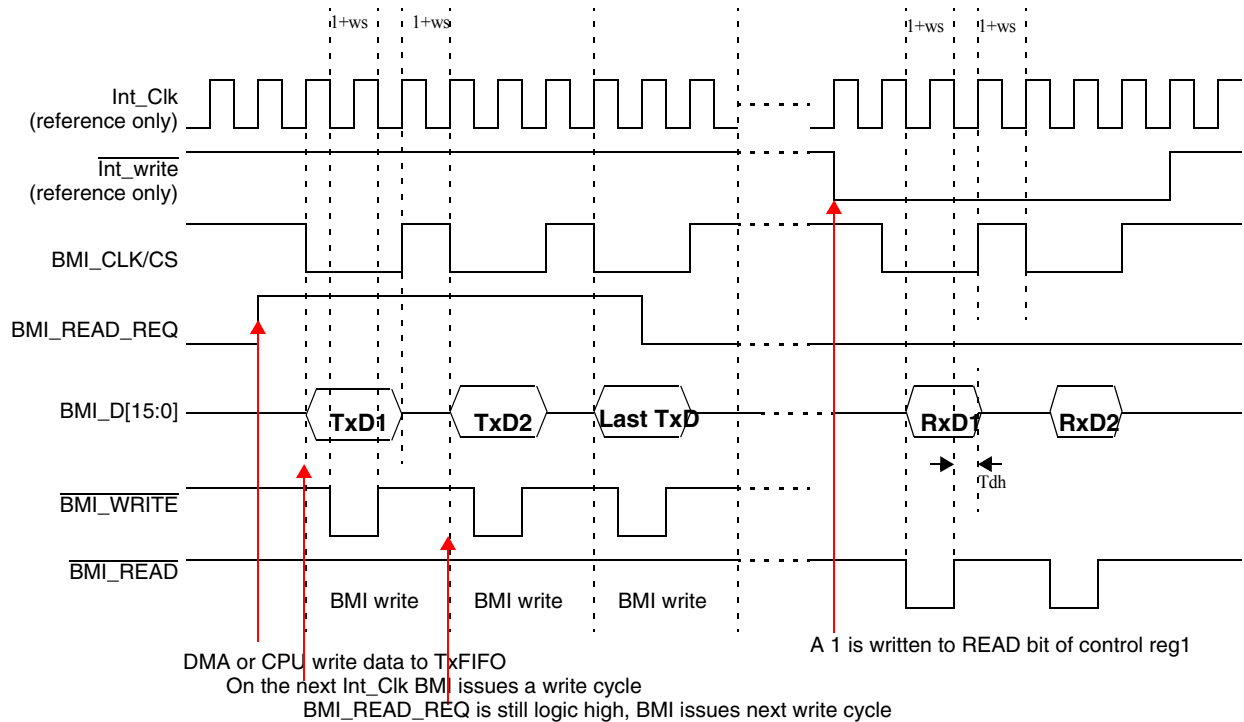 1+ws 1+ws 1+ws 1+ws
Int_Clk
(reference only)
Int_write
(reference only)
BMI_CLK/CS
BMI_READ_REQ
BMI_D[15:0] TxD1 TxD2 Last TxD RxD1 RxD2
Tdh
BMI_WRITE
BMI_READ
BMI write BMI write BMI write
A 1 is written to READ bit of control reg1
DMA or CPU write data to TxFIFO
On the next Int_Clk BMI issues a write cycle
BMI_READ_REQ is still logic high, BMI issues next write cycle